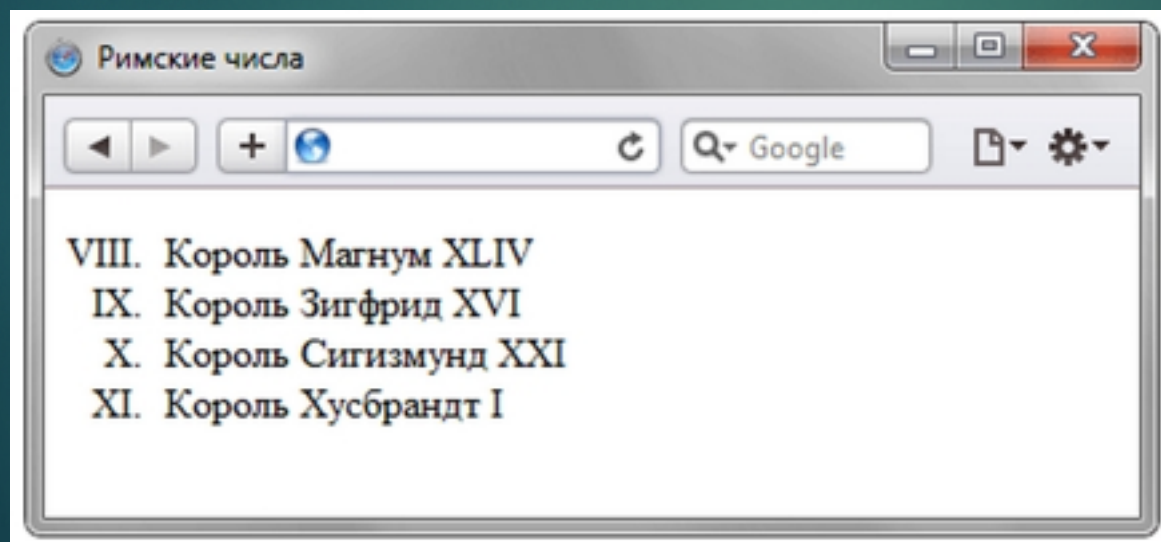 Римские числа
Google
VIII. Король Магнум XLIV
IX. Король Зигфрид XVI
X. Король Сигизмунд XXI
XI. Король Хусбрандт I